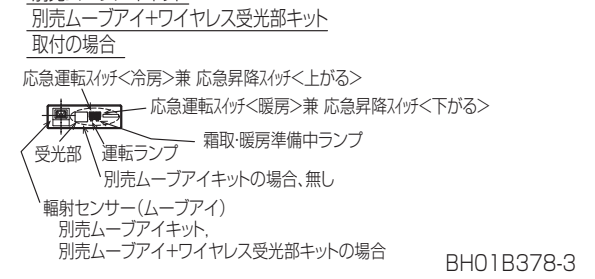 別売ムーブアイ+ワイヤレス受光部キット
取付の場合
応急運転スイッチ<冷房>兼 応急昇降スイッチ<上がる>
応急運転スイッチ<暖房>兼 応急昇降スイッチ<下がる>
霜取・暖房準備中ランプ
受光部 運転ランプ
別売ムーブアイキットの場合、無し
輻射センサー(ムーブアイ)
別売ムーブアイキット,
別売ムーブアイ+ワイヤレス受光部キットの場合
BH01B378-3